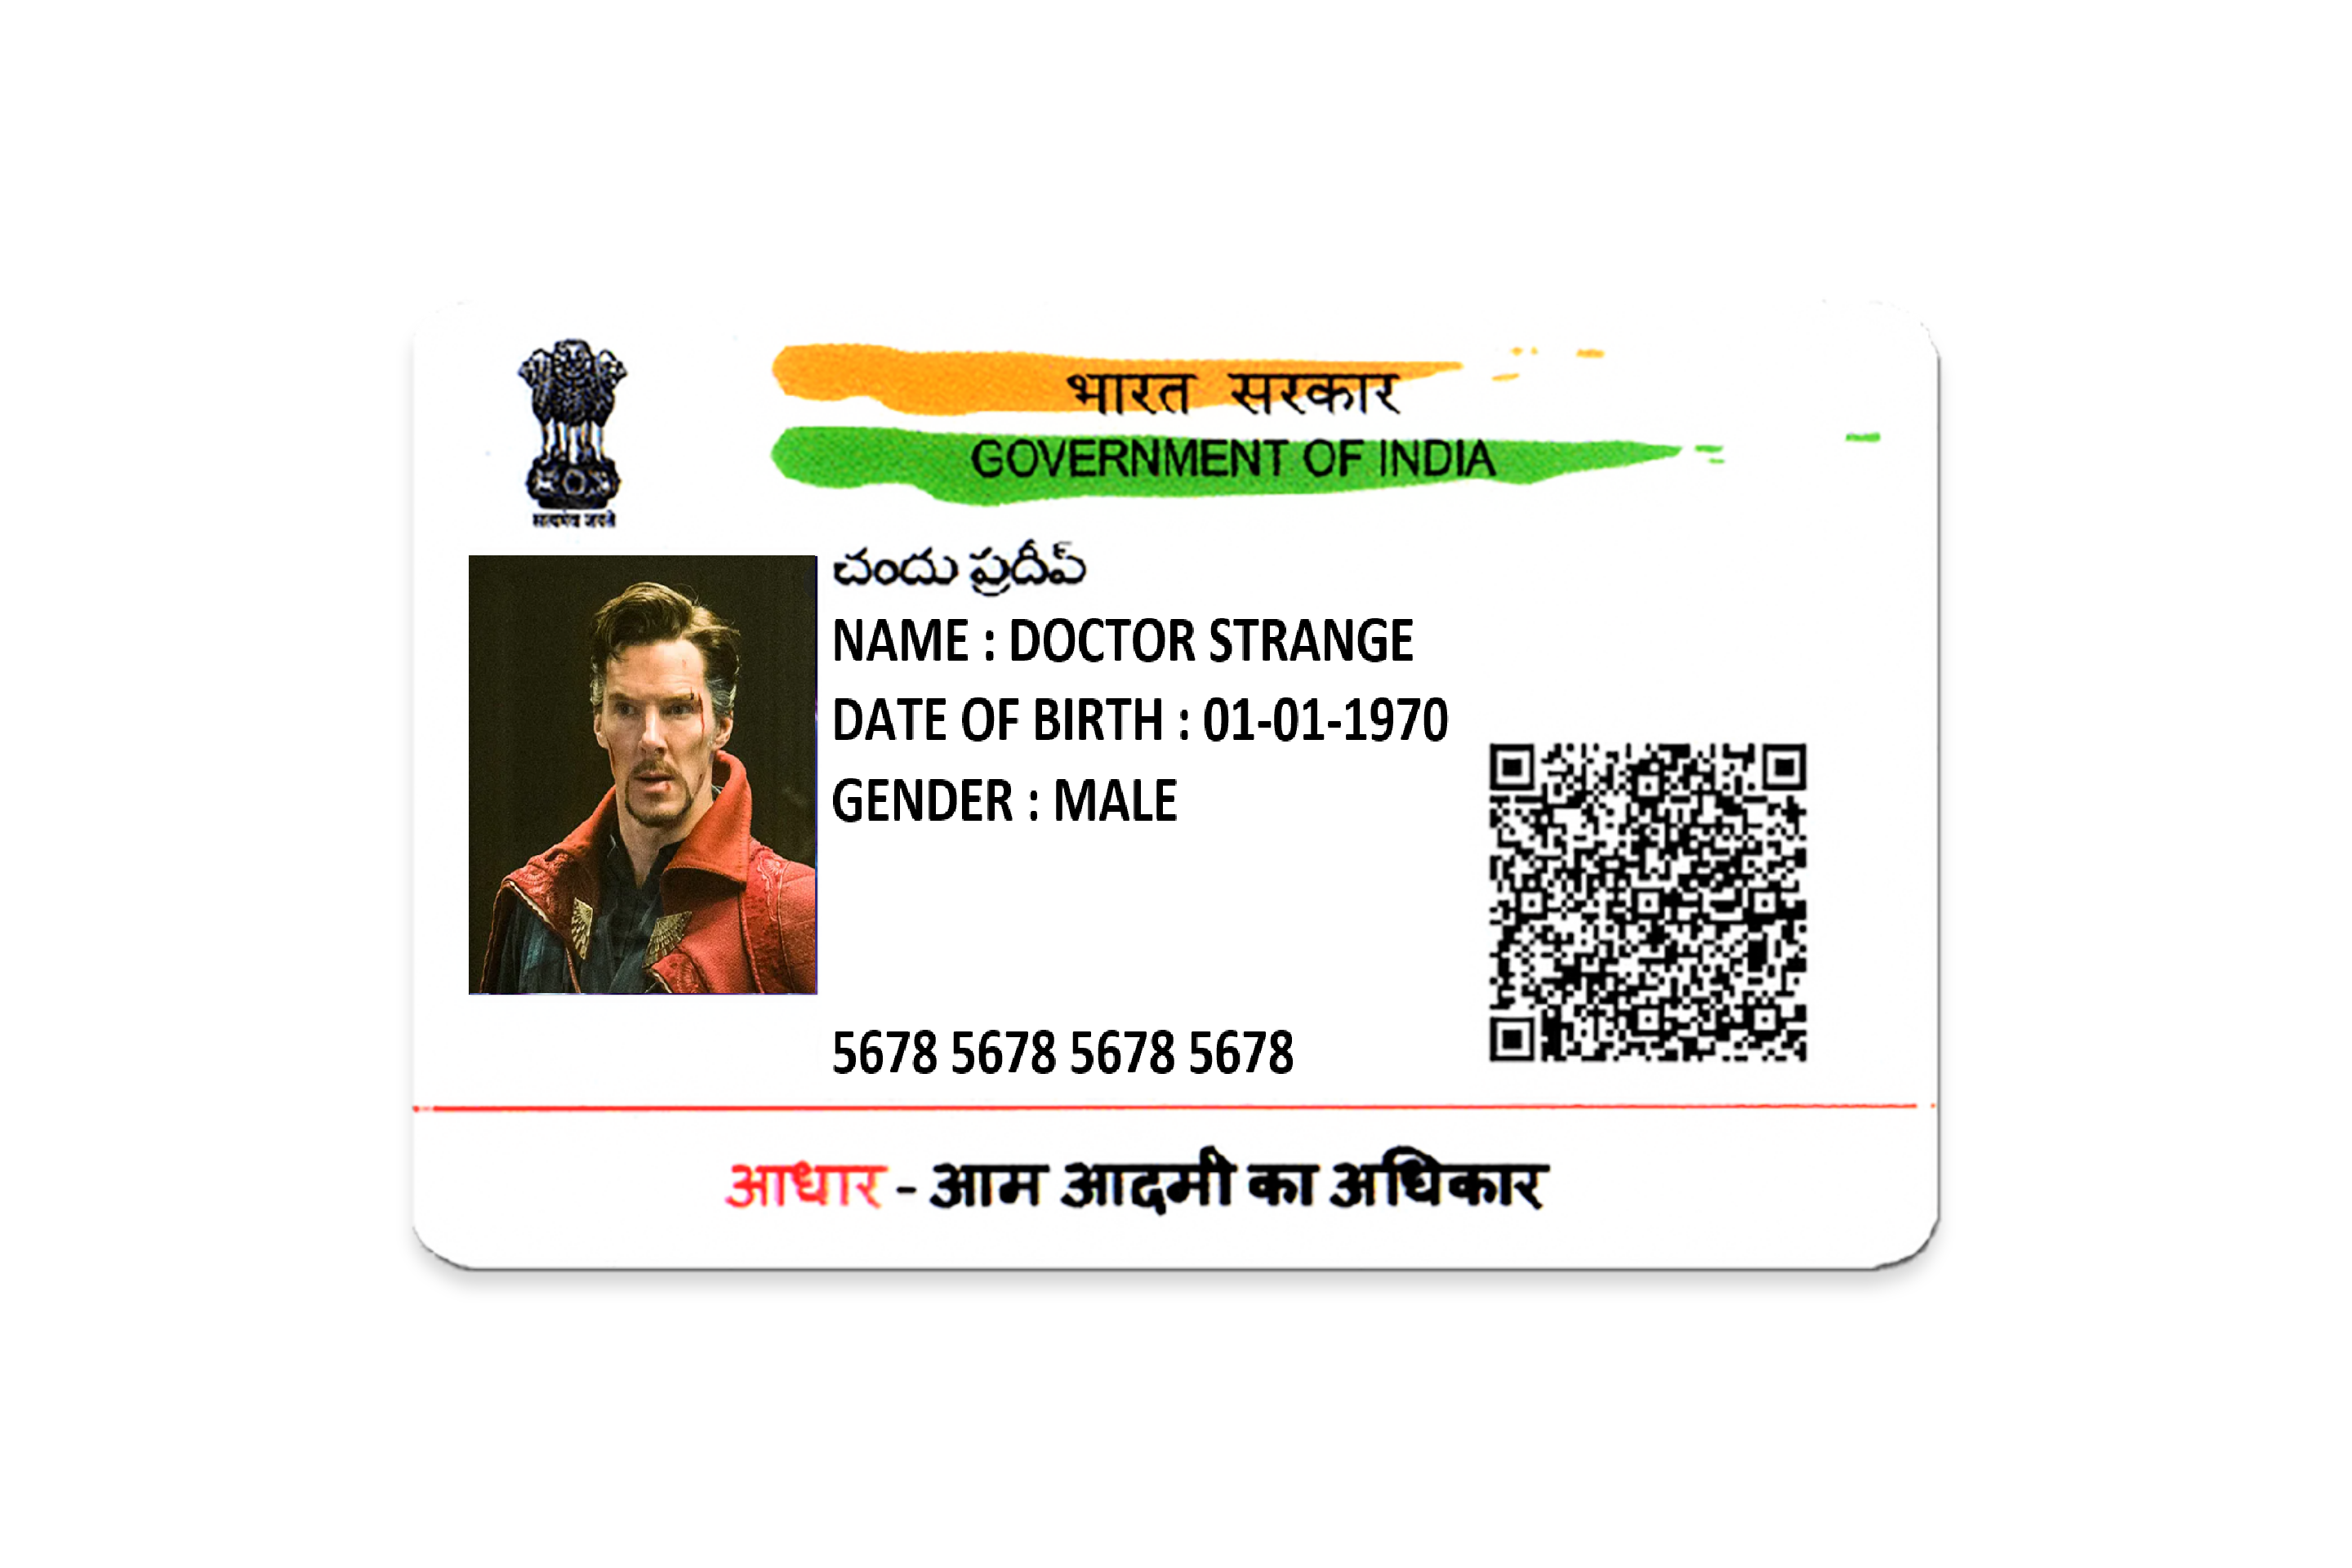 भारत सरकार
GOVERNMENT OF INDIA
सत्यमेव जयते
చందు ప్రదీప్
NAME : DOCTOR STRANGE
DATE OF BIRTH : 01-01-1970
GENDER : MALE
5678 5678 5678 5678
आधार - आम आदमी का अधिकार